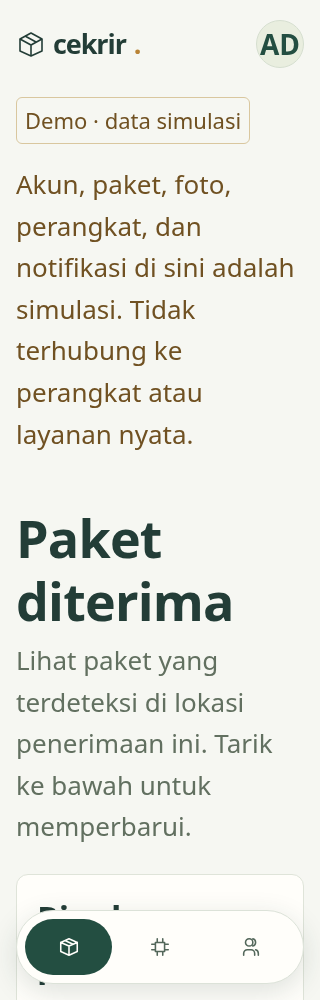 cekrir .
AD
Demo · data simulasi
Akun, paket, foto,
perangkat, dan
notifikasi di sini adalah
simulasi. Tidak
terhubung ke
perangkat atau
layanan nyata.
Paket
diterima
Lihat paket yang
terdeteksi di lokasi
penerimaan ini. Tarik
ke bawah untuk
memperbarui.